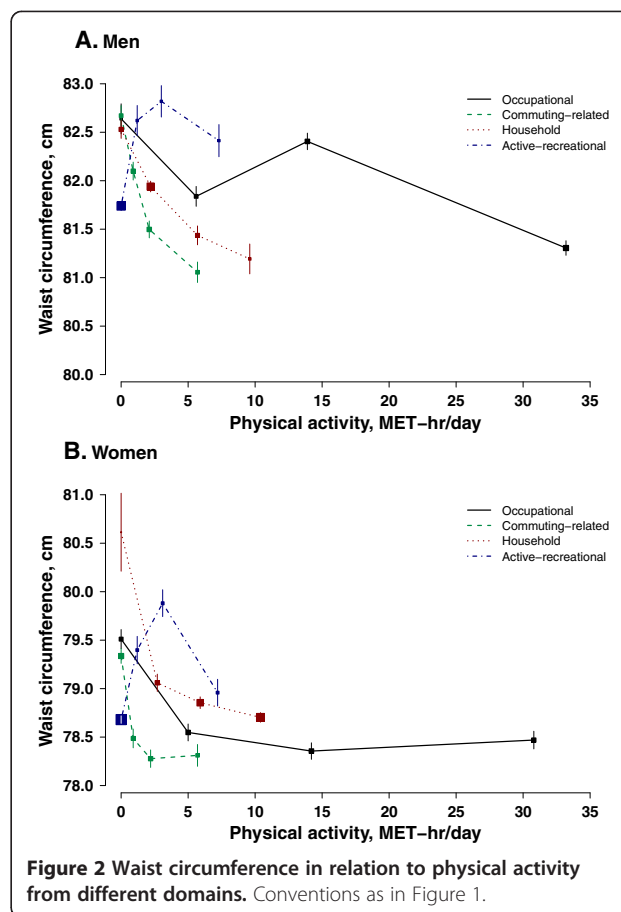 A. Men
83.0
82.5
82.0
81.5
81.0
80.5
80.0
Waist circumference, cm
Occupational
Commuting-related
Household
Active-recreational
0 5 10 15 20 25 30 35
Physical activity, MET−hr/day
B. Women
81.0
80.5
80.0
79.5
79.0
78.5
78.0
Waist circumference, cm
Occupational
Commuting-related
Household
Active-recreational
0 5 10 15 20 25 30 35
Physical activity, MET−hr/day
Figure 2 Waist circumference in relation to physical activity
from different domains. Conventions as in Figure 1.